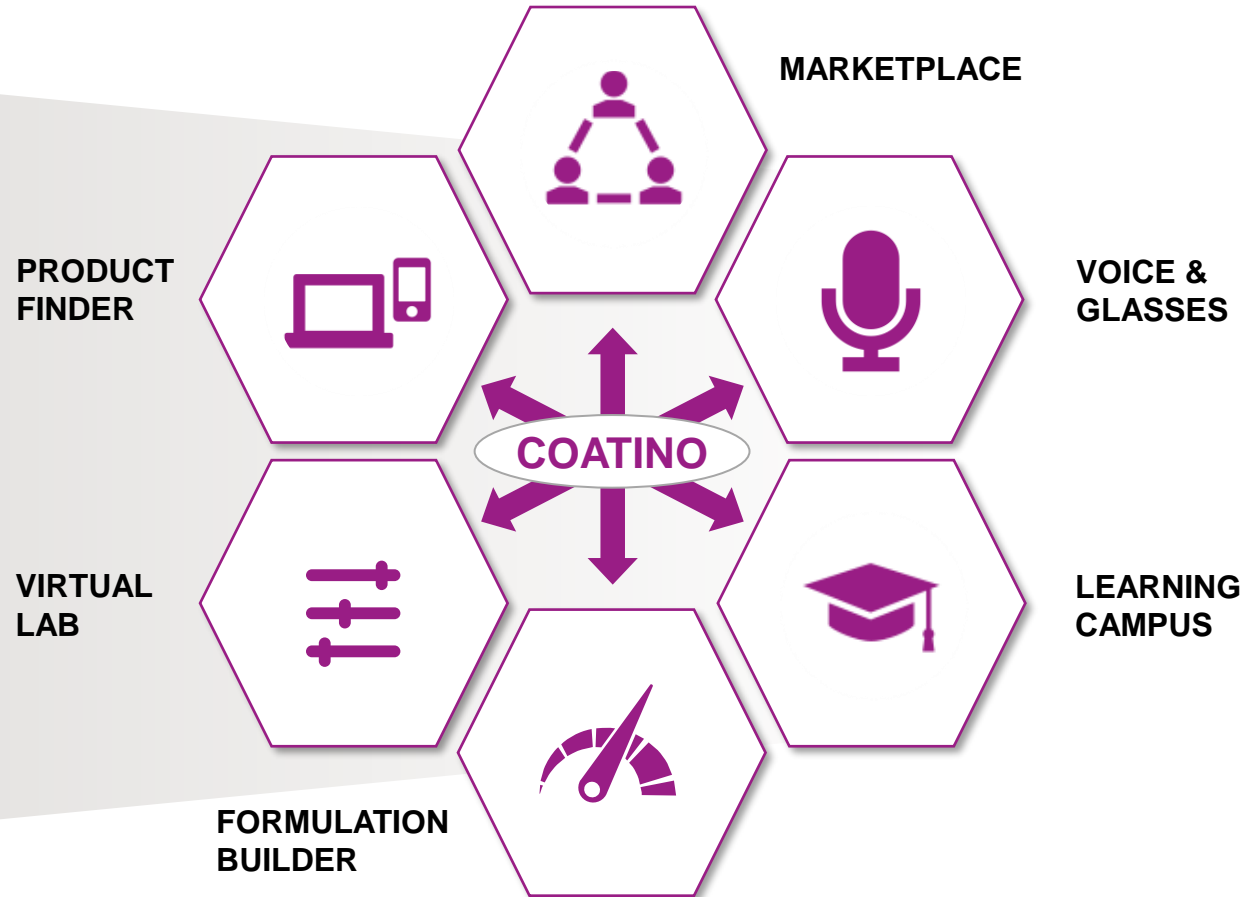 MARKETPLACE
PRODUCT
FINDER
VOICE &
GLASSES
COATINO
VIRTUAL
LAB
LEARNING
CAMPUS
FORMULATION
BUILDER